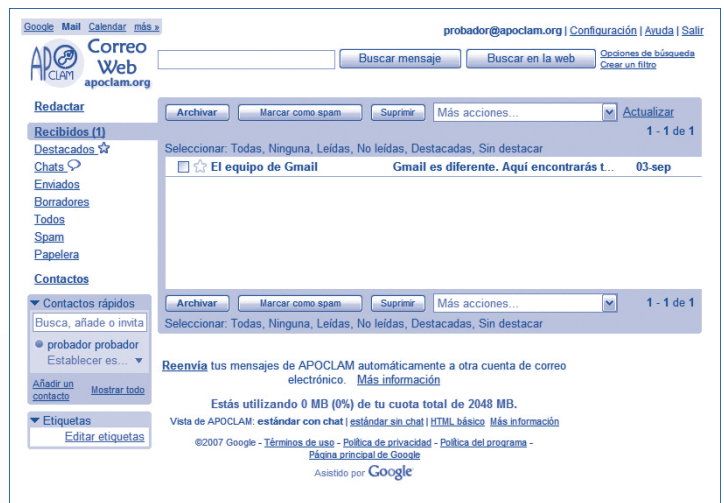 Google Mail Calendar más »
probador@apoclam.org | Configuración | Ayuda | Salir
APO CLAM
Correo Web
apoclam.org
Buscar mensaje
Buscar en la web
Opciones de búsqueda
Crear un filtro
Redactar
Recibidos (1)
Destacados
Chats
Enviados
Borradores
Todos
Spam
Papelera
Contactos
Contactos rápidos
Busca, añade o invita
probador probador
Establecer es...
Añadir un contacto
Mostrar todo
Etiquetas
Editar etiquetas
Archivar Marcar como spam Suprimir Más acciones... Actualizar
1 - 1 de 1
Seleccionar: Todas, Ninguna, Leídas, No leídas, Destacadas, Sin destacar
El equipo de Gmail Gmail es diferente. Aquí encontrarás t... 03-sep
Archivar Marcar como spam Suprimir Más acciones... 1 - 1 de 1
Seleccionar: Todas, Ninguna, Leídas, No leídas, Destacadas, Sin destacar
Reenvía tus mensajes de APOCLAM automáticamente a otra cuenta de correo
electrónico. Más información
Estás utilizando 0 MB (0%) de tu cuota total de 2048 MB.
Vista de APOCLAM: estándar con chat | estándar sin chat | HTML básico Más información
©2007 Google - Términos de uso - Política de privacidad - Política del programa -
Página principal de Google
Asistido por Google